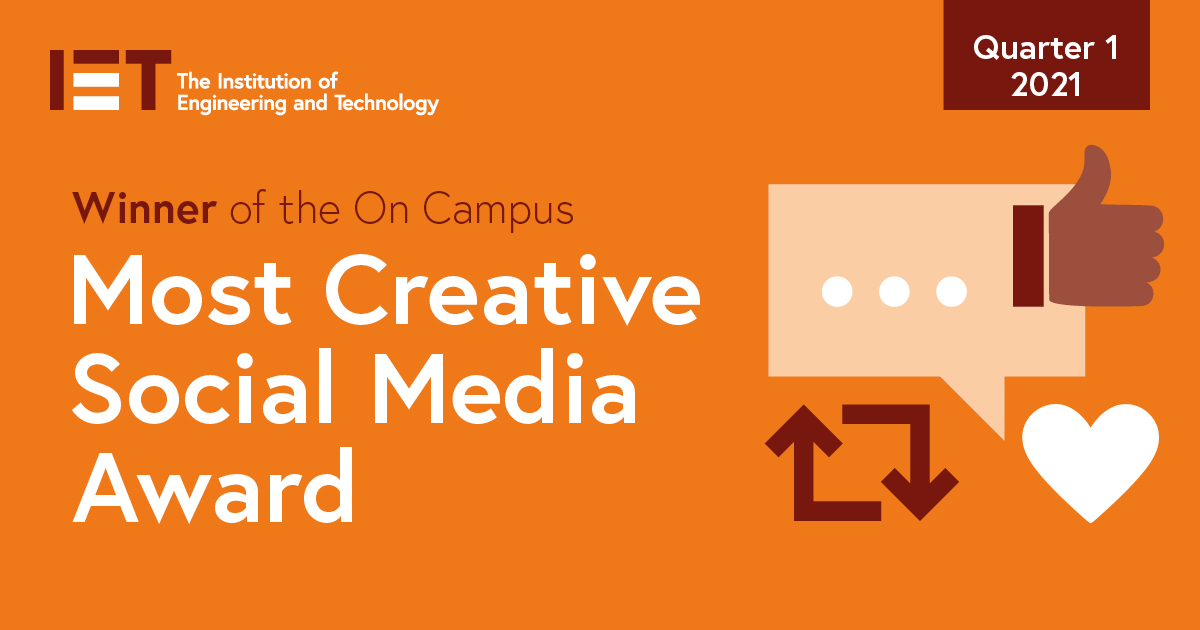 IET
The Institution of
Engineering and Technology
Quarter 1
2021
Winner of the On Campus
Most Creative
Social Media
Award